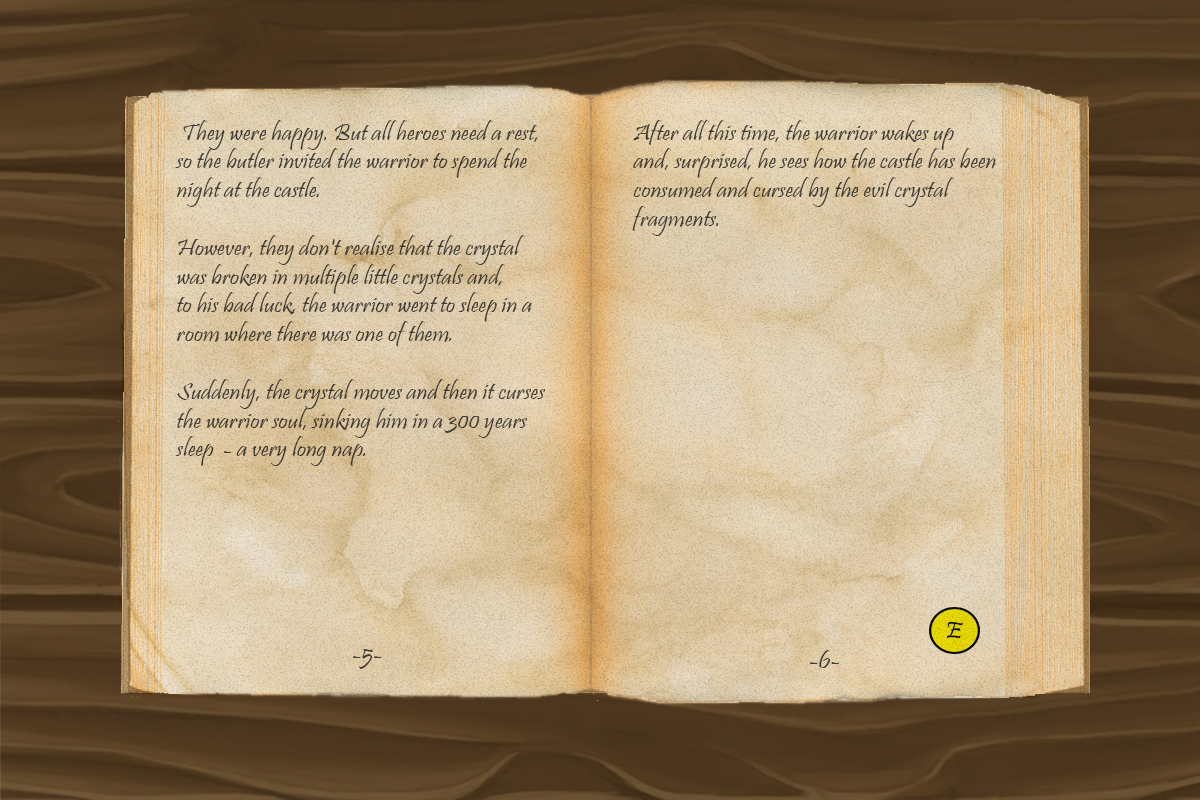 They were happy. But all heroes need a rest,
so the butler invited the warrior to spend the
night at the castle.
However, they don't realise that the crystal
was broken in multiple little crystals and,
to his bad luck, the warrior went to sleep in a
room where there was one of them.
Suddenly, the crystal moves and then it curses
the warrior soul, sinking him in a 300 years
sleep - a very long nap.
-5-
After all this time, the warrior wakes up
and, surprised, he sees how the castle has been
consumed and cursed by the evil crystal
fragments.
E
-6-